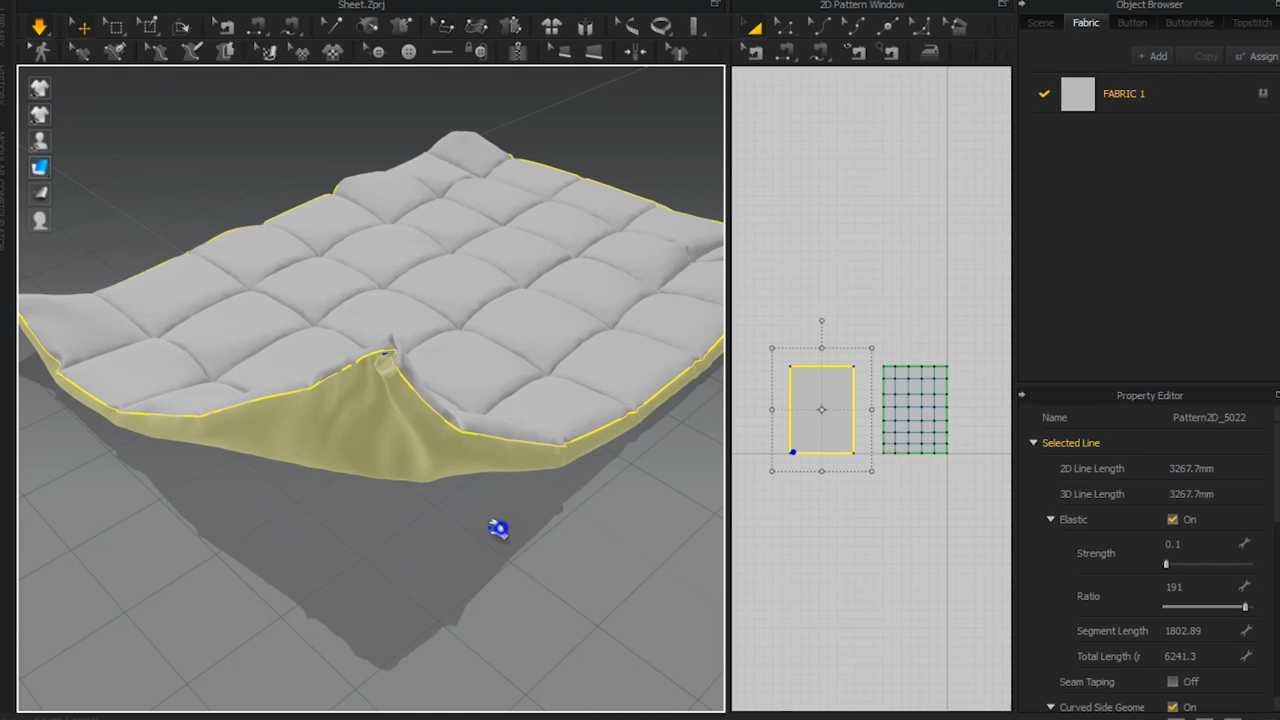 Sheet.Zprj
2D Pattern Window
Object Browser
Scene
Fabric
Button
Buttonhole
Topstitch
+ Add
Copy
Assign
FABRIC 1
Property Editor
Name Pattern2D_5022
Selected Line
2D Line Length 3267.7mm
3D Line Length 3267.7mm
Elastic On
Strength 0.1
Ratio 191
Segment Length 1802.89
Total Length (r 6241.3
Seam Taping Off
Curved Side Geome On